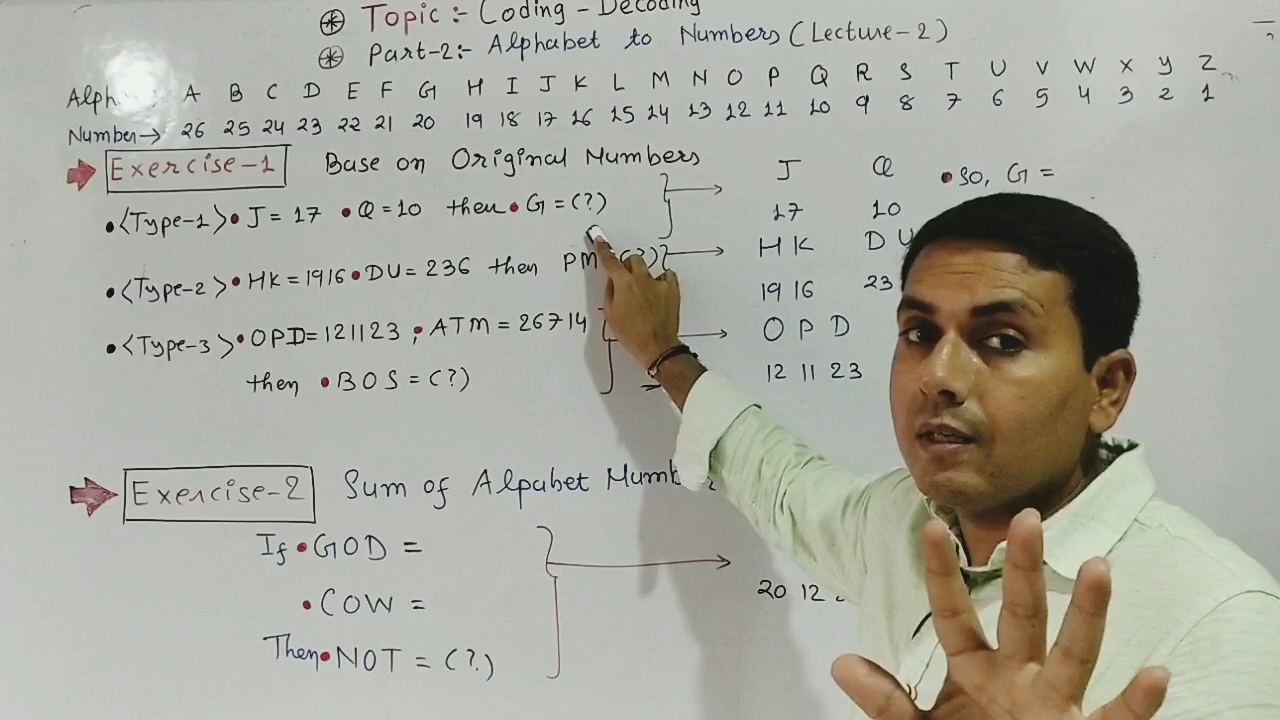 Topic :- Coding - Decoding
Part-2:- Alphabet to Numbers (Lecture-2)
A B C D E F G H I J K L M N O P Q R S T U V W X Y Z
Number→ 26 25 24 23 22 21 20 19 18 17 16 15 14 13 12 11 10 9 8 7 6 5 4 3 2 1
Exercise-1 Base on Original Numbers
•<Type-1>• J = 17 • Q = 10 then • G = (?)
•<Type-2>• HK = 1916 • DU = 236 then PM (?)
•<Type-3>• OPD = 121123 ; • ATM = 26714
then • BOS = (?)
J Q • So, G =
17 10
HK DU
19 16 23
O P D
12 11 23
Exercise-2 Sum of Alpabet
If • GOD =
• COW =
Then • NOT = (?)
20 12